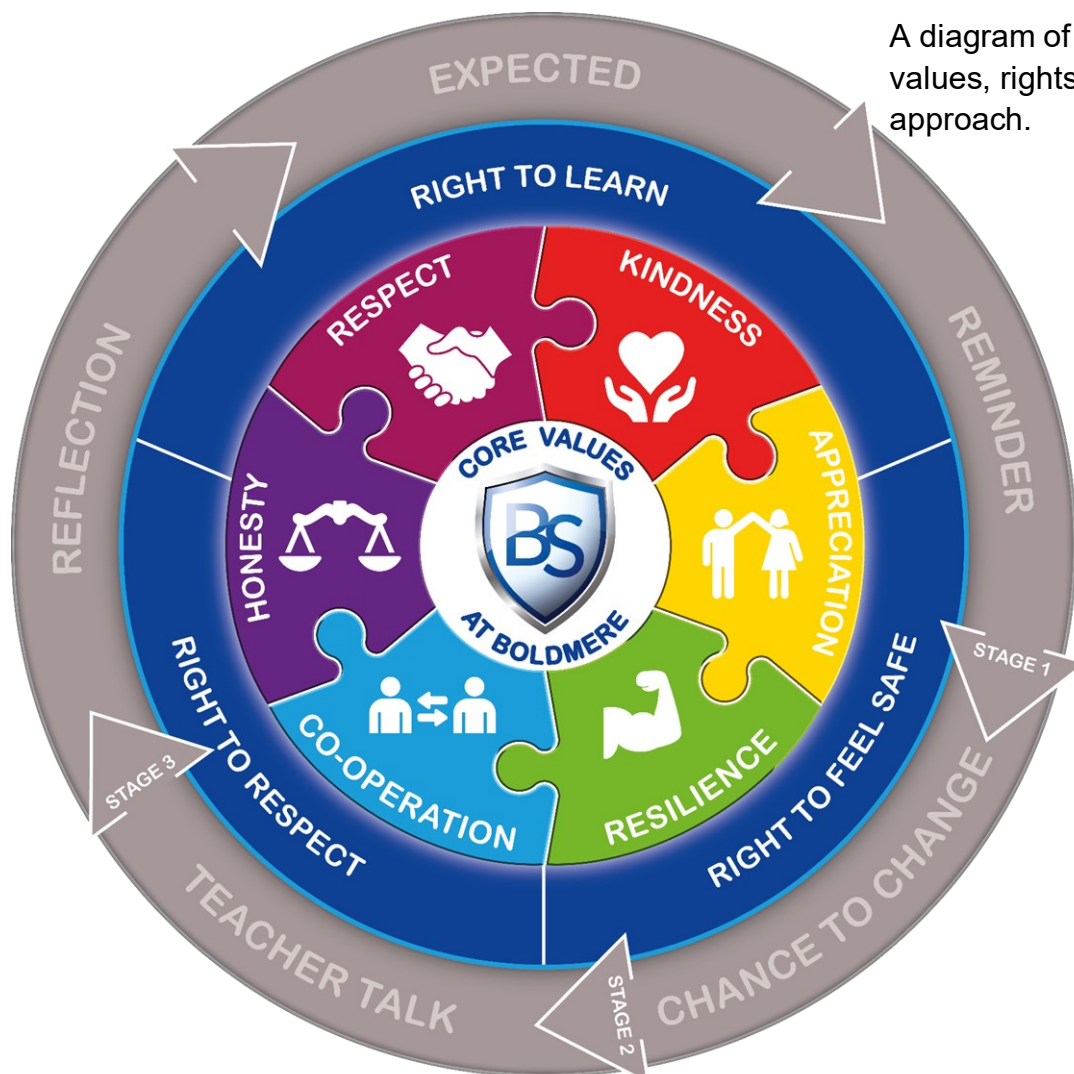 A diagram of
values, rights
approach.
EXPECTED
REMINDER
STAGE 1
CHANCE TO CHANGE
STAGE 2
TEACHER TALK
STAGE 3
REFLECTION
RIGHT TO LEARN
RIGHT TO FEEL SAFE
RIGHT TO RESPECT
RESPECT
KINDNESS
APPRECIATION
RESILIENCE
CO-OPERATION
HONESTY
CORE VALUES
BS
AT BOLDMERE